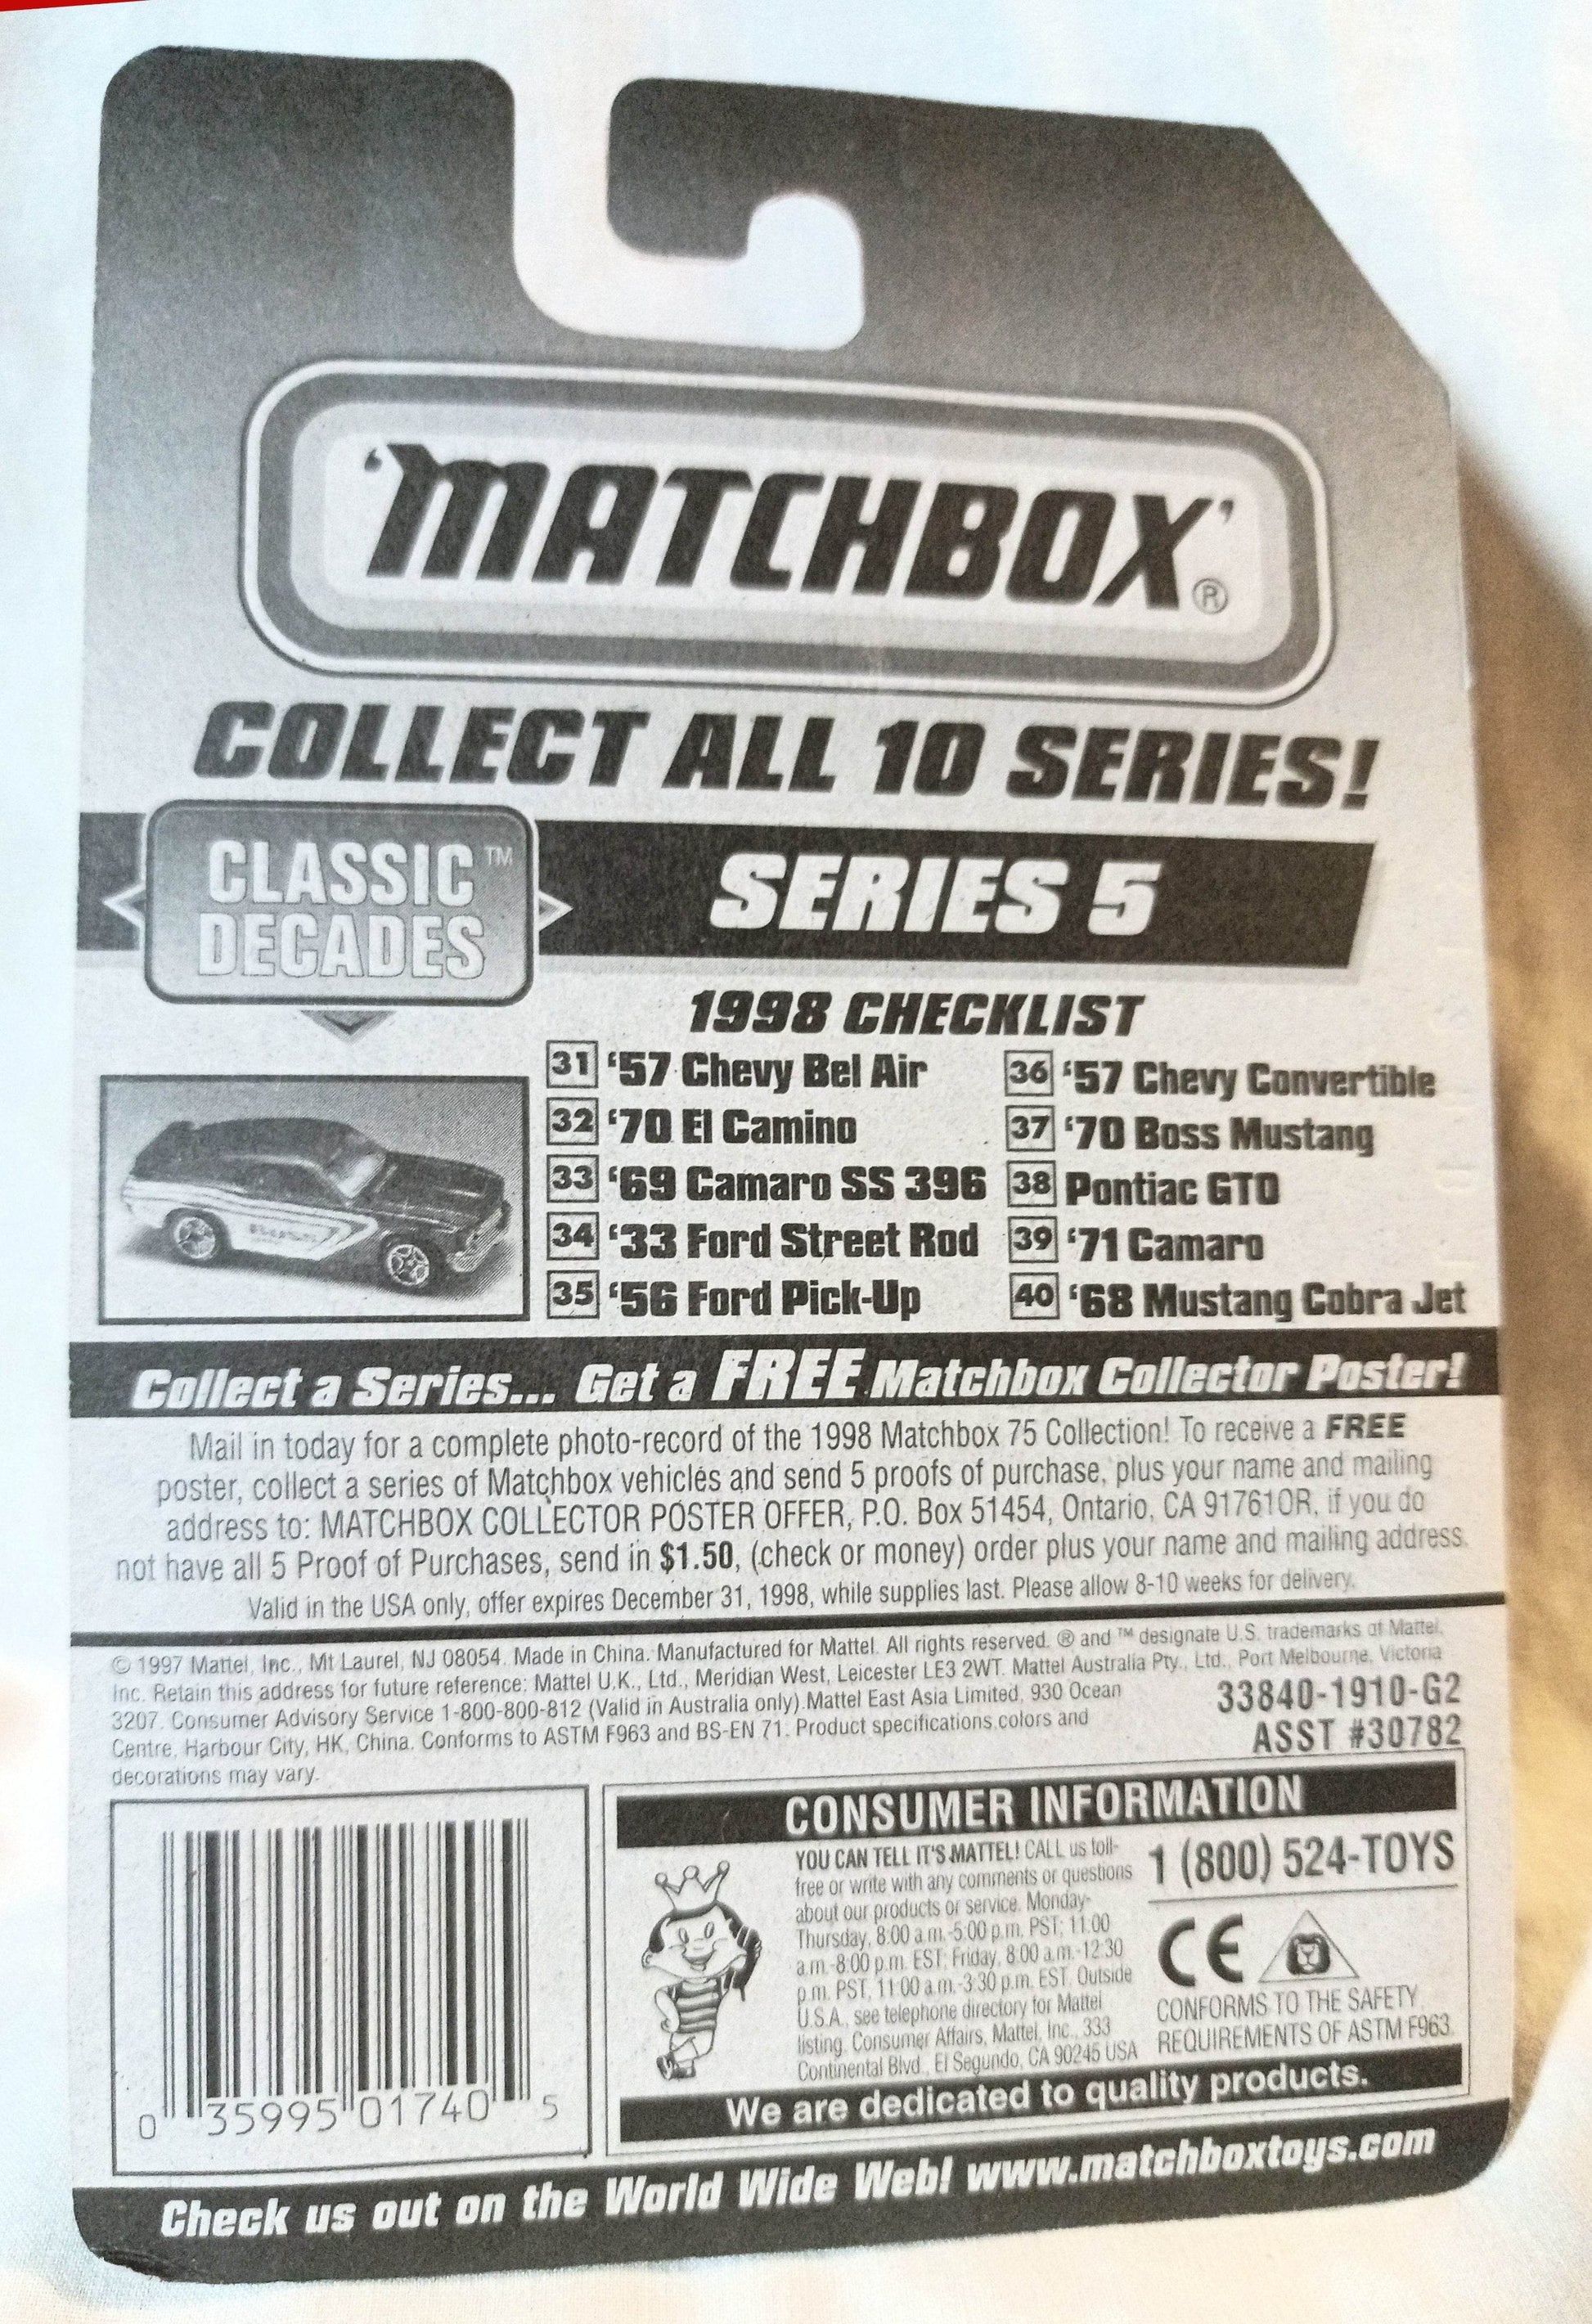 ‘MATCHBOX’®
COLLECT ALL 10 SERIES!
CLASSIC™
DECADES
SERIES 5
1998 CHECKLIST
31 ‘57 Chevy Bel Air
32 ‘70 El Camino
33 ‘69 Camaro SS 396
34 ‘33 Ford Street Rod
35 ‘56 Ford Pick-Up
36 ‘57 Chevy Convertible
37 ‘70 Boss Mustang
38 Pontiac GTO
39 ‘71 Camaro
40 ‘68 Mustang Cobra Jet
Collect a Series... Get a FREE Matchbox Collector Poster!
Mail in today for a complete photo-record of the 1998 Matchbox 75 Collection! To receive a FREE
poster, collect a series of Matchbox vehicles and send 5 proofs of purchase, plus your name and mailing
address to: MATCHBOX COLLECTOR POSTER OFFER, P.O. Box 51454, Ontario, CA 91761OR, if you do
not have all 5 Proof of Purchases, send in $1.50, (check or money) order plus your name and mailing address.
Valid in the USA only, offer expires December 31, 1998, while supplies last. Please allow 8-10 weeks for delivery.
© 1997 Mattel, Inc., Mt Laurel, NJ 08054. Made in China. Manufactured for Mattel. All rights reserved. ® and ™ designate U.S. trademarks of Mattel,
Inc. Retain this address for future reference: Mattel U.K., Ltd., Meridian West, Leicester LE3 2WT. Mattel Australia Pty., Ltd., Port Melbourne, Victoria
3207. Consumer Advisory Service 1-800-800-812 (Valid in Australia only) Mattel East Asia Limited, 930 Ocean
Centre, Harbour City, HK, China. Conforms to ASTM F963 and BS-EN 71. Product specifications, colors and
decorations may vary.
33840-1910-G2
ASST #30782
0 35995 01740 5
CONSUMER INFORMATION
YOU CAN TELL IT'S MATTEL! CALL us toll-
free or write with any comments or questions
about our products or service. Monday-
Thursday, 8:00 a.m.-5:00 p.m. PST; 11:00
a.m.-8:00 p.m. EST; Friday, 8:00 a.m.-12:30
p.m. PST, 11:00 a.m.-3:30 p.m. EST. Outside
U.S.A., see telephone directory for Mattel
listing. Consumer Affairs, Mattel, Inc., 333
Continental Blvd., El Segundo, CA 90245 USA
1 (800) 524-TOYS
CE
CONFORMS TO THE SAFETY
REQUIREMENTS OF ASTM F963.
We are dedicated to quality products.
Check us out on the World Wide Web! www.matchboxtoys.com